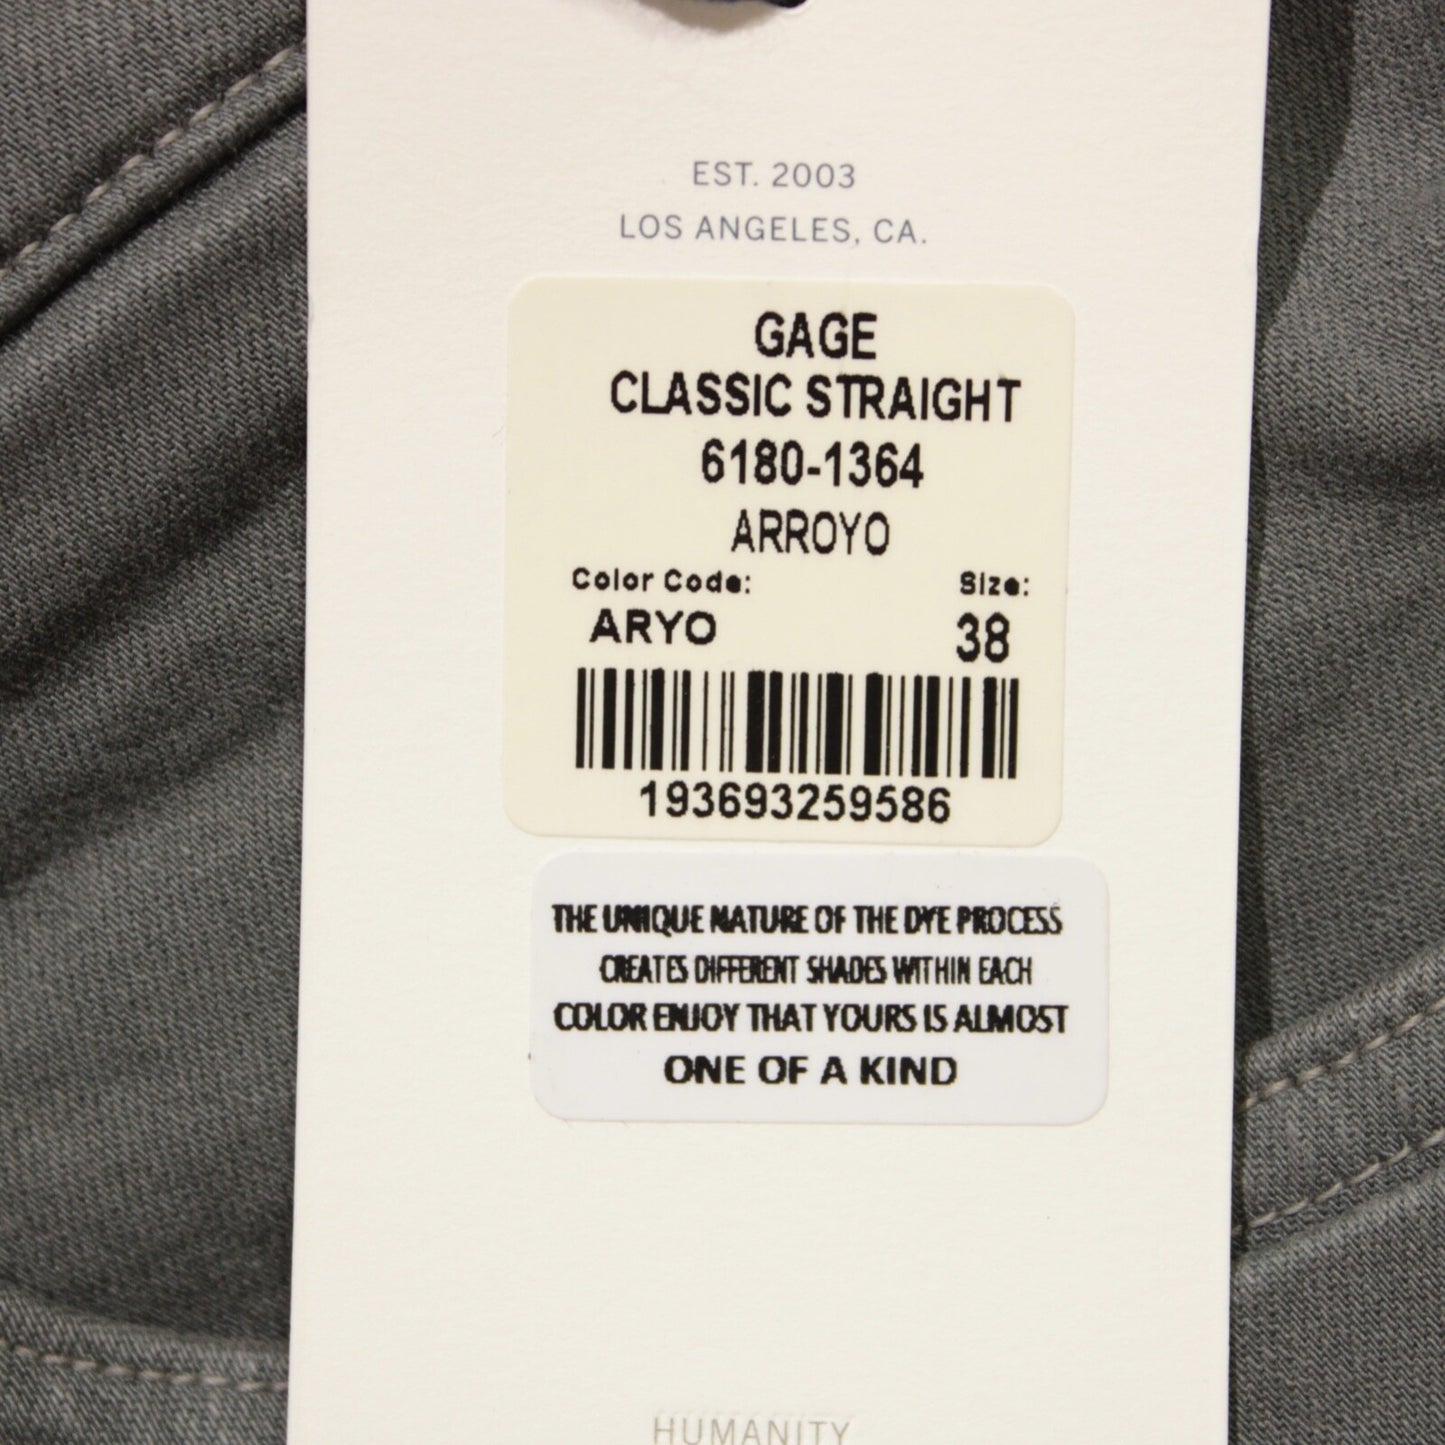 EST. 2003
LOS ANGELES, CA.
GAGE
CLASSIC STRAIGHT
6180-1364
ARROYO
Color Code: Size:
ARYO 38
193693259586
THE UNIQUE NATURE OF THE DYE PROCESS
CREATES DIFFERENT SHADES WITHIN EACH
COLOR ENJOY THAT YOURS IS ALMOST
ONE OF A KIND
HUMANITY